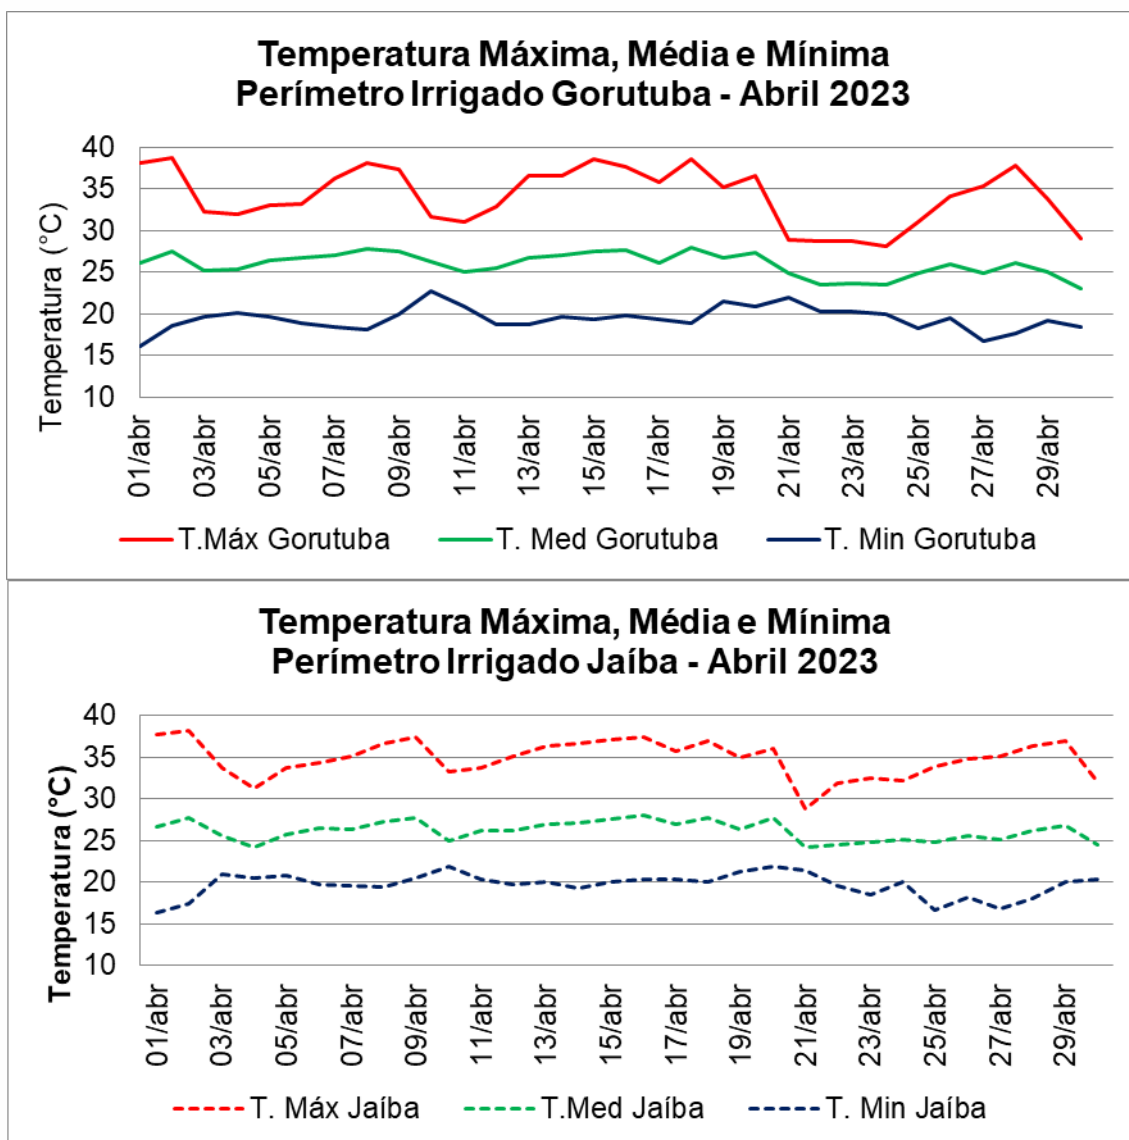 Temperatura Máxima, Média e Mínima
Perímetro Irrigado Gorutuba - Abril 2023
Temperatura (°C)
40
35
30
25
20
15
10
01/abr
03/abr
05/abr
07/abr
09/abr
11/abr
13/abr
15/abr
17/abr
19/abr
21/abr
23/abr
25/abr
27/abr
29/abr
T.Máx Gorutuba
T. Med Gorutuba
T. Min Gorutuba
Temperatura Máxima, Média e Mínima
Perímetro Irrigado Jaíba - Abril 2023
Temperatura (°C)
40
35
30
25
20
15
10
01/abr
03/abr
05/abr
07/abr
09/abr
11/abr
13/abr
15/abr
17/abr
19/abr
21/abr
23/abr
25/abr
27/abr
29/abr
T. Máx Jaíba
T.Med Jaíba
T. Min Jaíba